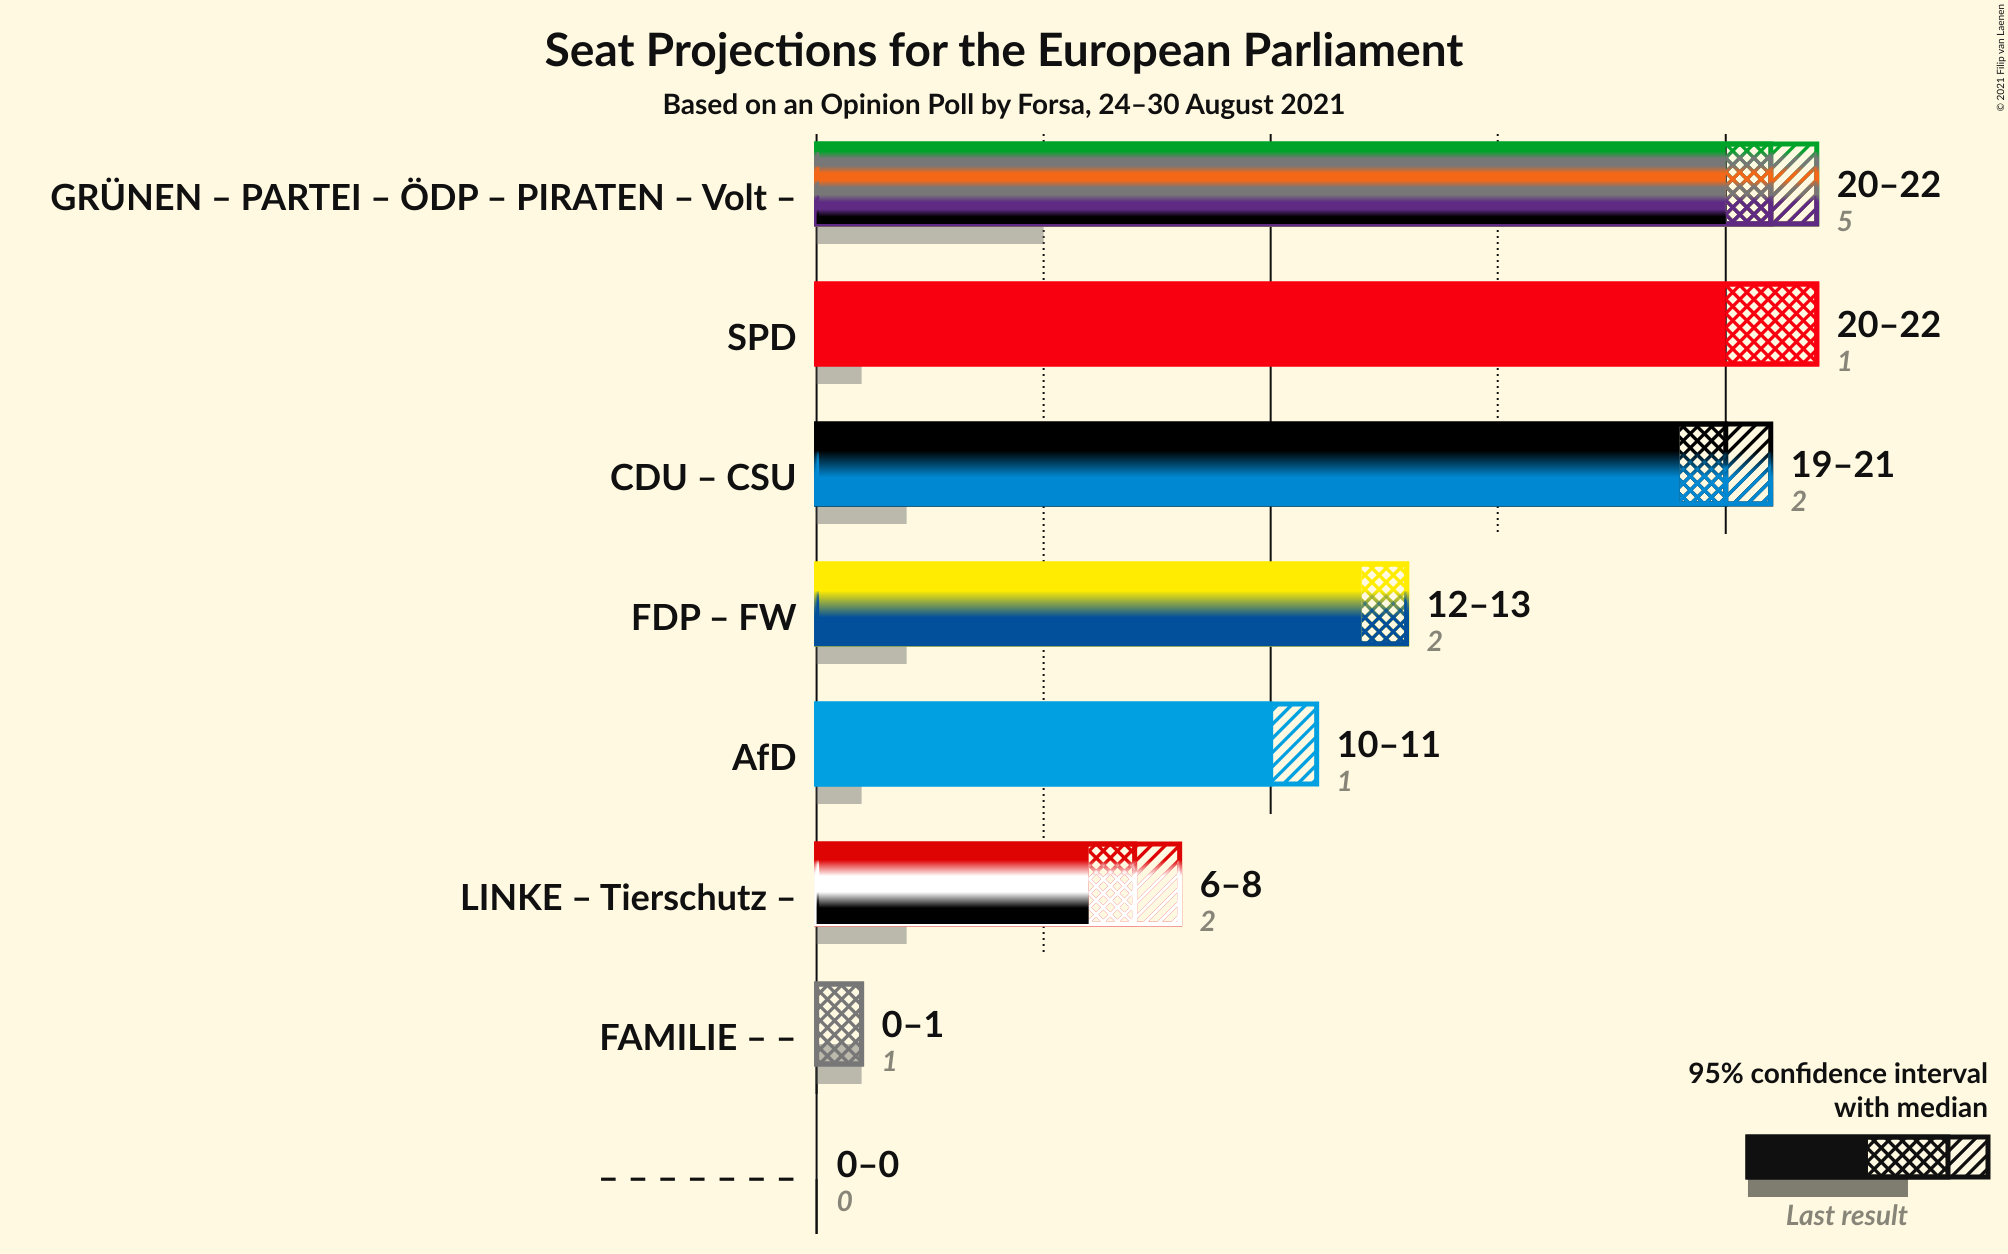 Seat Projections for the European Parliament
Based on an Opinion Poll by Forsa, 24–30 August 2021
© 2021 Filip van Laenen
GRÜNEN – PARTEI – ÖDP – PIRATEN – Volt –
20–22
5
SPD
20–22
1
CDU – CSU
19–21
2
FDP – FW
12–13
2
AfD
10–11
1
LINKE – Tierschutz –
6–8
2
FAMILIE – –
0–1
1
– – – – – – –
0–0
0
95% confidence interval
with median
Last result